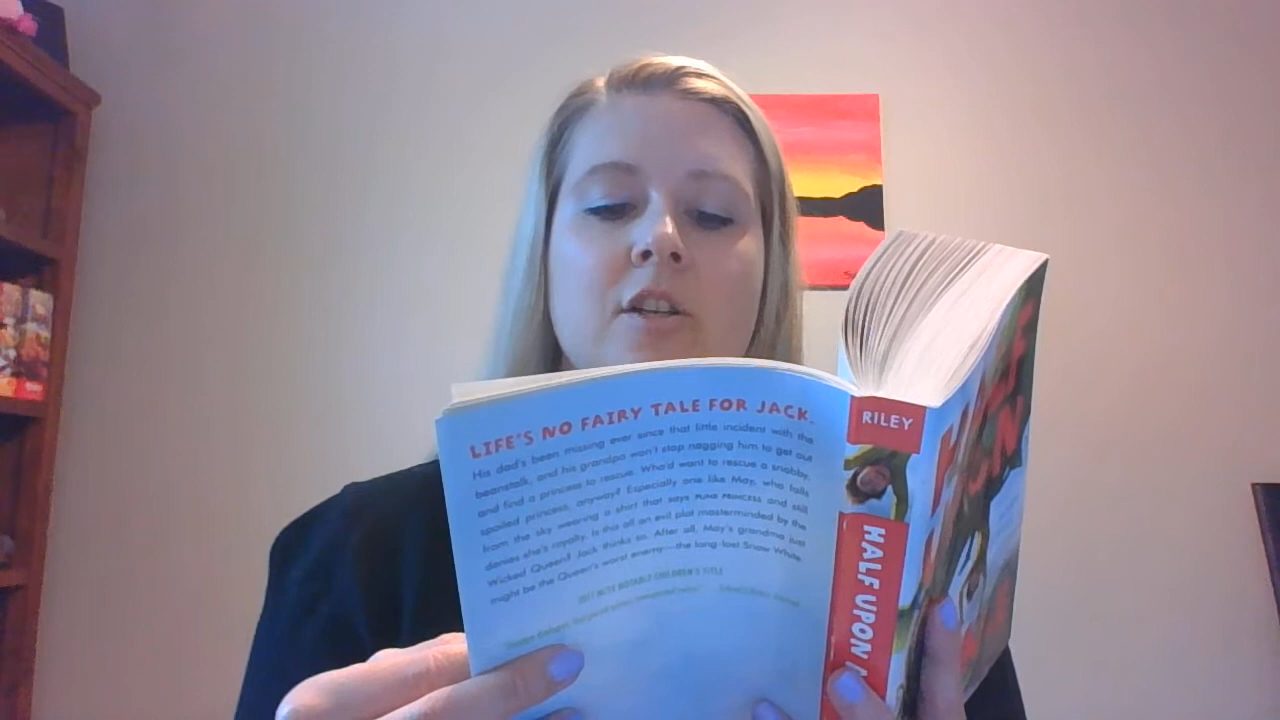 LIFE'S NO FAIRY TALE FOR JACK.
His dad's been missing ever since that little incident with the
beanstalk, and his grandpa won't stop nagging him to get out
and find a princess to rescue. Who'd want to rescue a snobby,
spoiled princess, anyway? Especially one like May, who falls
from the sky wearing a shirt that says PUNK PRINCESS and still
denies she's royalty. Is this all an evil plot masterminded by the
Wicked Queen? Jack thinks so. After all, May's grandma just
might be the Queen's worst enemy—the long-lost Snow White.
NOTABLE CHILDREN'S TITLE
RILEY
HALF UPON